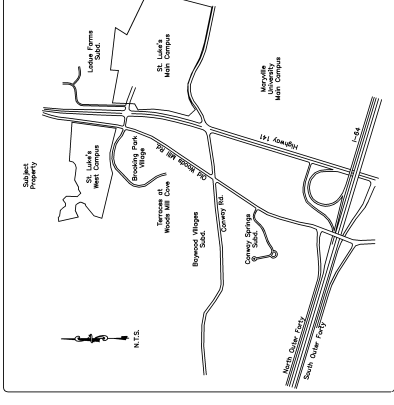 Subject
Property
Ladue Farms
Subd.
St. Luke's
West Campus
St. Luke's
Main Campus
Brooking Park
Village
Terraces at
Woods Mill Cove
Old Woods Mill Rd.
Baywood Villages
Subd.
Conway Rd.
Maryville
University
Main Campus
Highway 141
Conway Springs
Subd.
I-64
North Outer Forty
South Outer Forty
N.T.S.